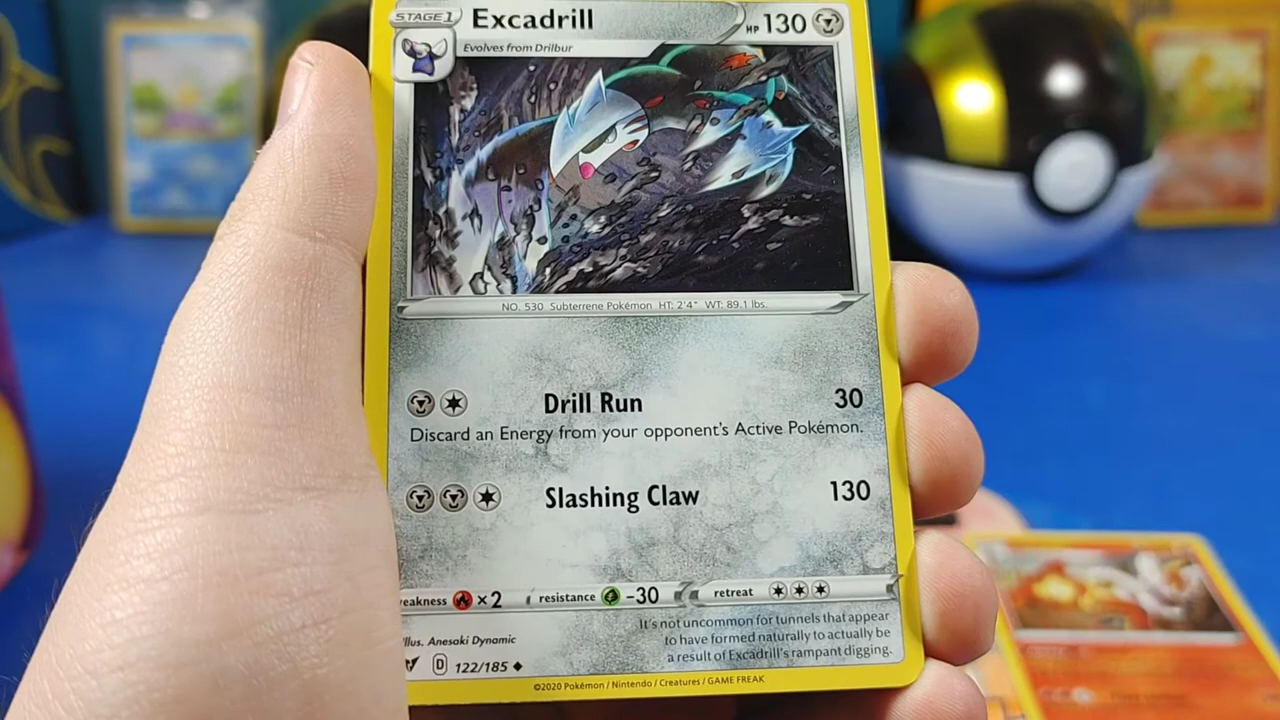 STAGE 1 Excadrill HP 130
Evolves from Drilbur
NO. 530 Subterrene Pokémon HT: 2'4" WT: 89.1 lbs.
Drill Run 30
Discard an Energy from your opponent's Active Pokémon.
Slashing Claw 130
eakness ×2 resistance -30 retreat
It's not uncommon for tunnels that appear
to have formed naturally to actually be
a result of Excadrill's rampant digging.
Illus. Anesaki Dynamic
D 122/185
©2020 Pokémon / Nintendo / Creatures / GAME FREAK